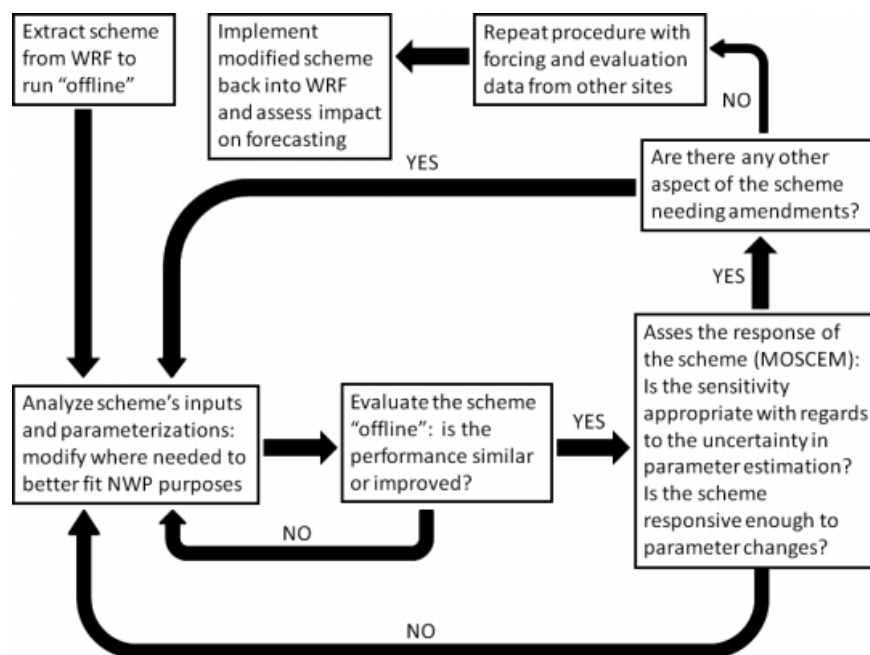 Extract scheme
from WRF to
run “offline”
Implement
modified scheme
back into WRF
and assess impact
on forecasting
Repeat procedure with
forcing and evaluation
data from other sites
NO
YES
Are there any other
aspect of the scheme
needing amendments?
YES
Analyze scheme’s inputs
and parameterizations:
modify where needed to
better fit NWP purposes
Evaluate the scheme
“offline”: is the
performance similar
or improved?
YES
Asses the response of
the scheme (MOSCEM):
Is the sensitivity
appropriate with regards
to the uncertainty in
parameter estimation?
Is the scheme
responsive enough to
parameter changes?
NO
NO